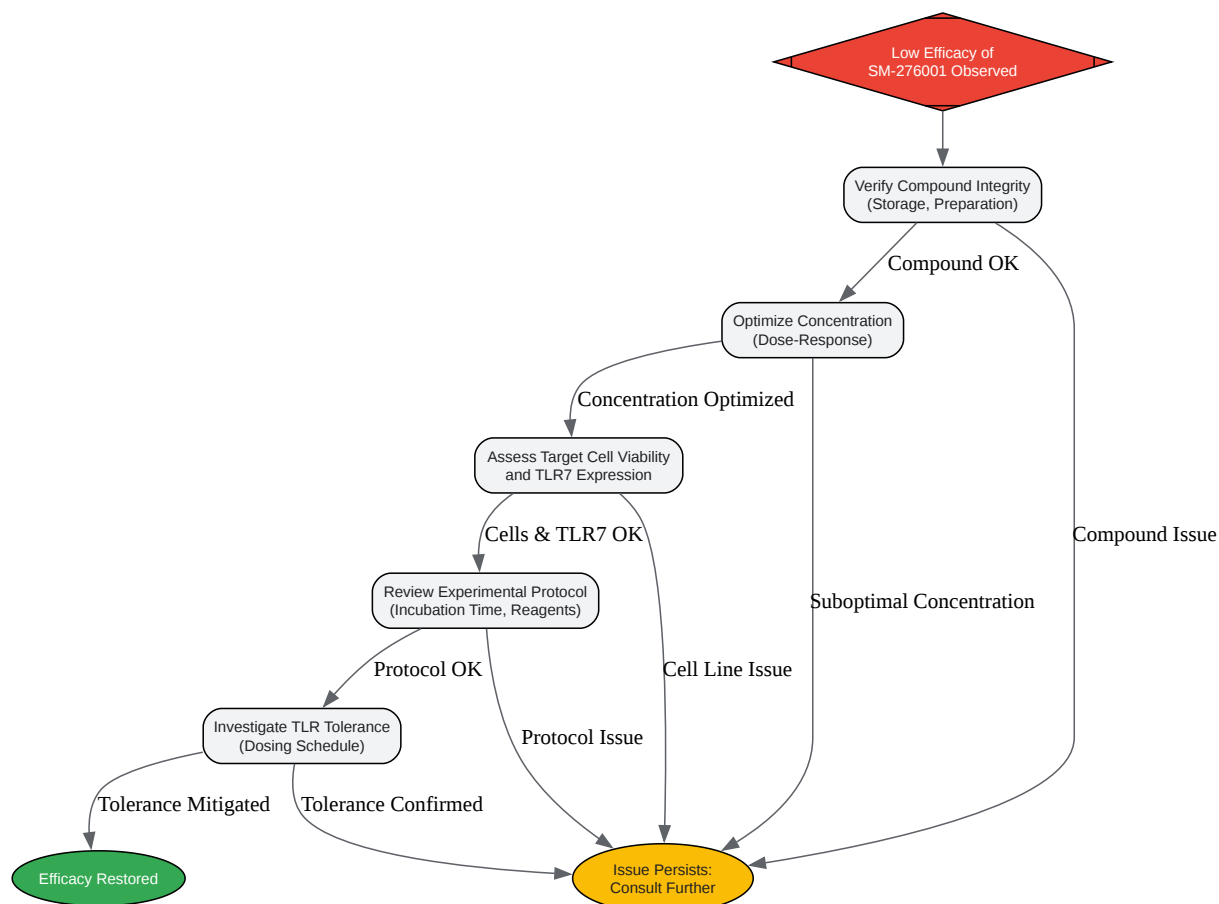 Low Efficacy of
SM-276001 Observed
Verify Compound Integrity
(Storage, Preparation)
Compound OK
Optimize Concentration
(Dose-Response)
Concentration Optimized
Assess Target Cell Viability
and TLR7 Expression
Cells & TLR7 OK
Compound Issue
Review Experimental Protocol
(Incubation Time, Reagents)
Suboptimal Concentration
Protocol OK
Cell Line Issue
Investigate TLR Tolerance
(Dosing Schedule)
Protocol Issue
Tolerance Mitigated
Tolerance Confirmed
Efficacy Restored
Issue Persists:
Consult Further